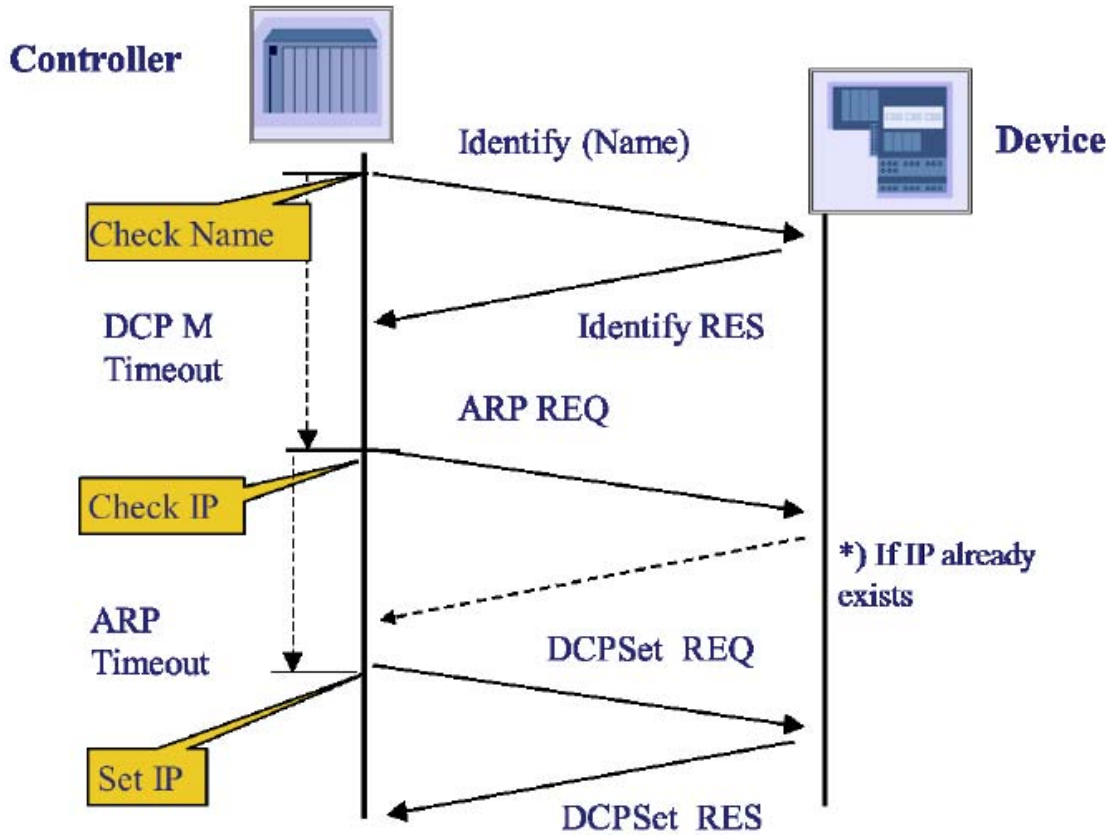 Controller
Device
Identify (Name)
Check Name
Identify RES
DCP M
Timeout
ARP REQ
Check IP
*) If IP already
exists
ARP
Timeout
DCPSet REQ
Set IP
DCPSet RES